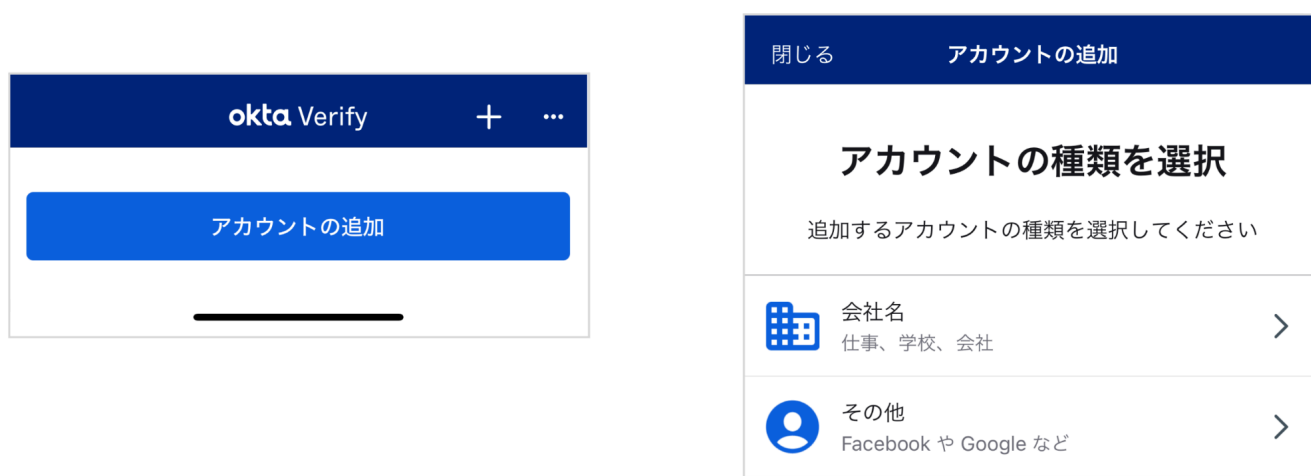 okta Verify
アカウントの追加
閉じる アカウントの追加
アカウントの種類を選択
追加するアカウントの種類を選択してください
会社名
仕事、学校、会社
その他
Facebook や Google など